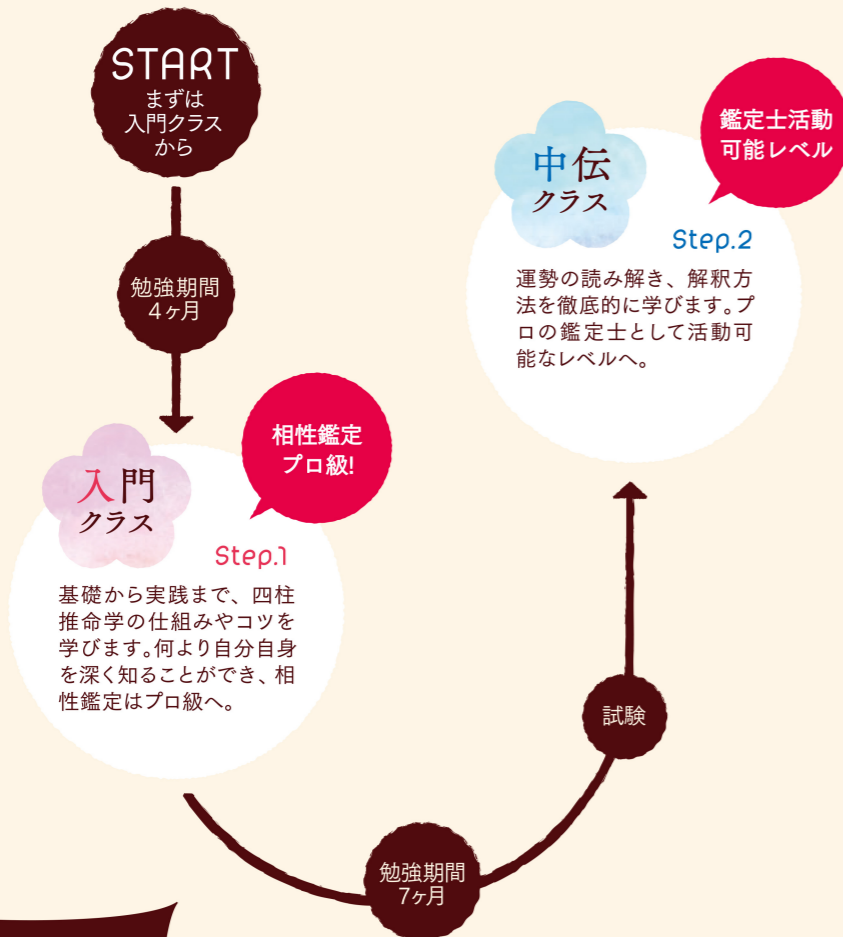 START
まずは
入門クラス
から
勉強期間
4ヶ月
入門
クラス
相性鑑定
プロ級!
Step.1
基礎から実践まで、四柱
推命学の仕組みやコツを
学びます。何より自分自身
を深く知ることができ、相
性鑑定はプロ級へ。
勉強期間
7ヶ月
試験
中伝
クラス
鑑定士活動
可能レベル
Step.2
運勢の読み解き、解釈方
法を徹底的に学びます。プ
ロの鑑定士として活動可
能なレベルへ。